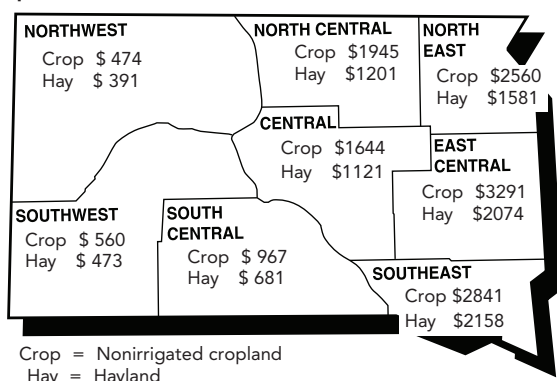 NORTHWEST
Crop $ 474
Hay $ 391
NORTH CENTRAL
Crop $1945
Hay $1201
NORTH
EAST
Crop $2560
Hay $1581
CENTRAL
Crop $1644
Hay $1121
EAST
CENTRAL
Crop $3291
Hay $2074
SOUTHWEST
Crop $ 560
Hay $ 473
SOUTH
CENTRAL
Crop $ 967
Hay $ 681
SOUTHEAST
Crop $2841
Hay $2158
Crop = Nonirrigated cropland
Hay = Hayland